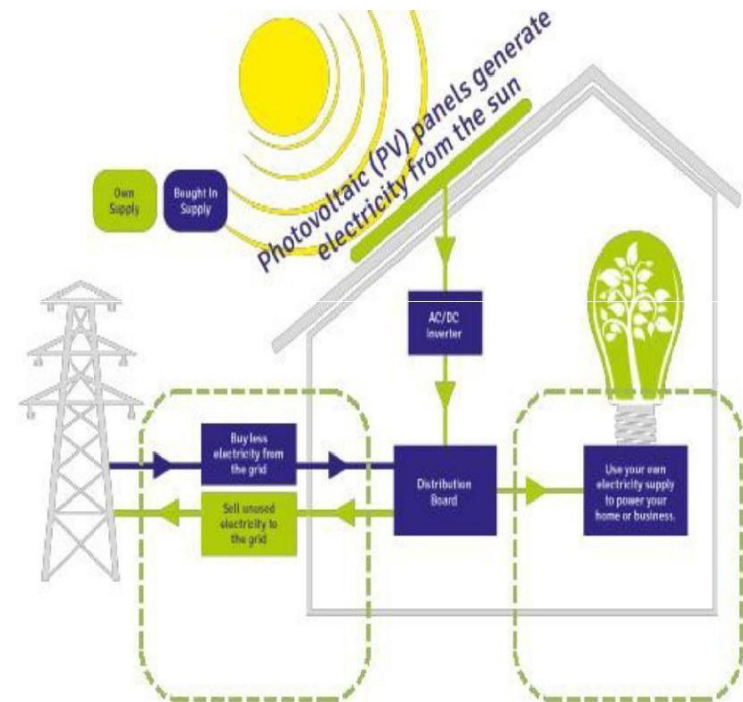 Photovoltaic (PV) panels generate
electricity from the sun
Own
Supply
Bought In
Supply
AC/DC
Inverter
Buy less
electricity from
the grid
Sell unused
electricity to
the grid
Distribution
Board
Use your own
electricity supply
to power your
home or business.